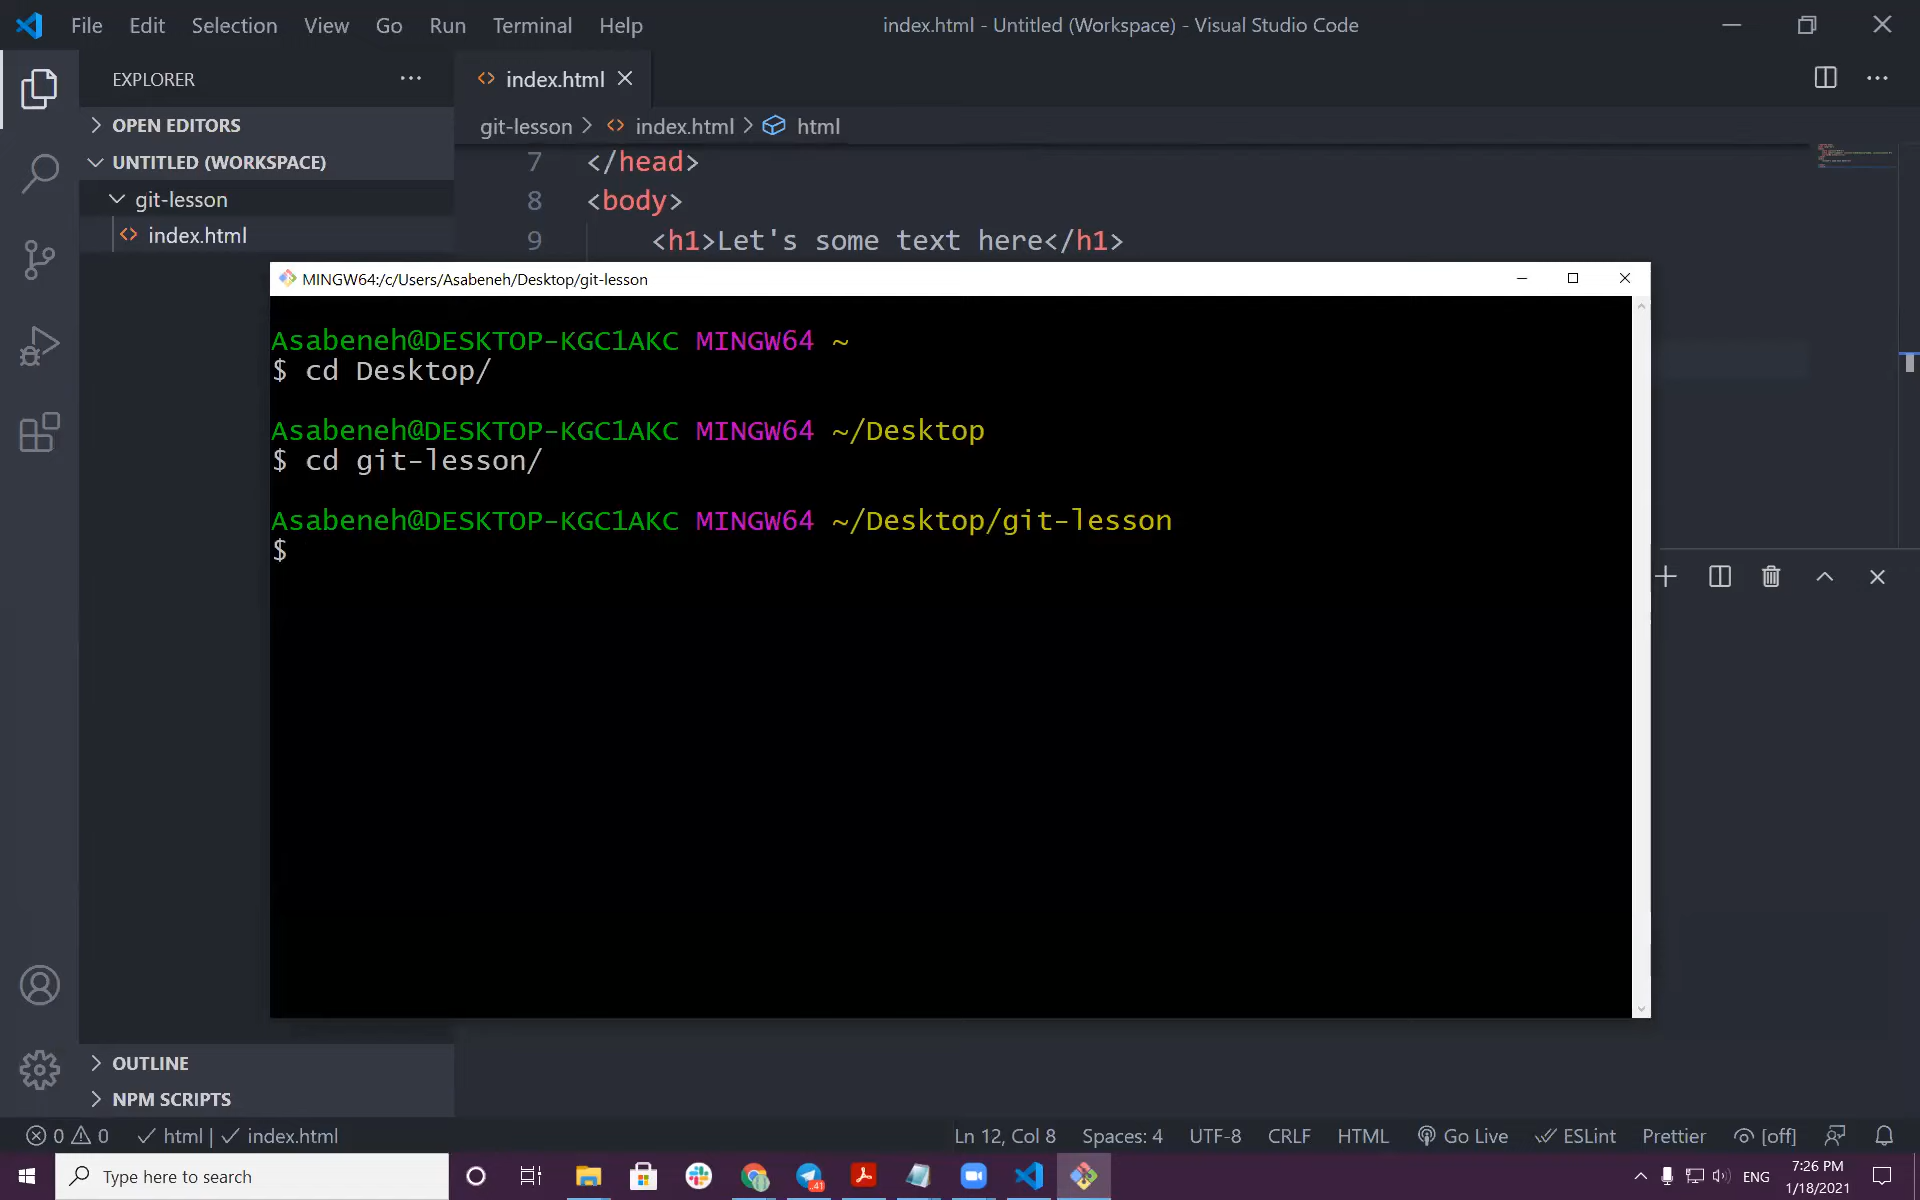 File Edit Selection View Go Run Terminal Help
index.html - Untitled (Workspace) - Visual Studio Code
EXPLORER
index.html
OPEN EDITORS
git-lesson > index.html > html
UNTITLED (WORKSPACE)
7 </head>
git-lesson
8 <body>
index.html
9 <h1>Let's some text here</h1>
MINGW64:/c/Users/Asabeneh/Desktop/git-lesson
Asabeneh@DESKTOP-KGC1AKC MINGW64 ~
$ cd Desktop/
Asabeneh@DESKTOP-KGC1AKC MINGW64 ~/Desktop
$ cd git-lesson/
Asabeneh@DESKTOP-KGC1AKC MINGW64 ~/Desktop/git-lesson
$
OUTLINE
NPM SCRIPTS
0 0 html | index.html
Ln 12, Col 8 Spaces: 4 UTF-8 CRLF HTML Go Live ESLint Prettier [off]
Type here to search
41
ENG
7:26 PM
1/18/2021